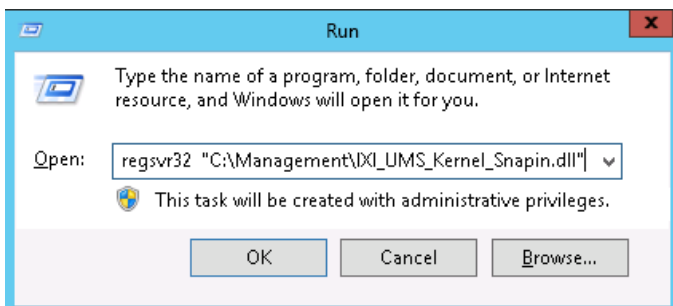 Run
x
Type the name of a program, folder, document, or Internet
resource, and Windows will open it for you.
Open: regsvr32  "C:\Management\IXI_UMS_Kernel_Snapin.dll"
This task will be created with administrative privileges.
OK Cancel Browse...